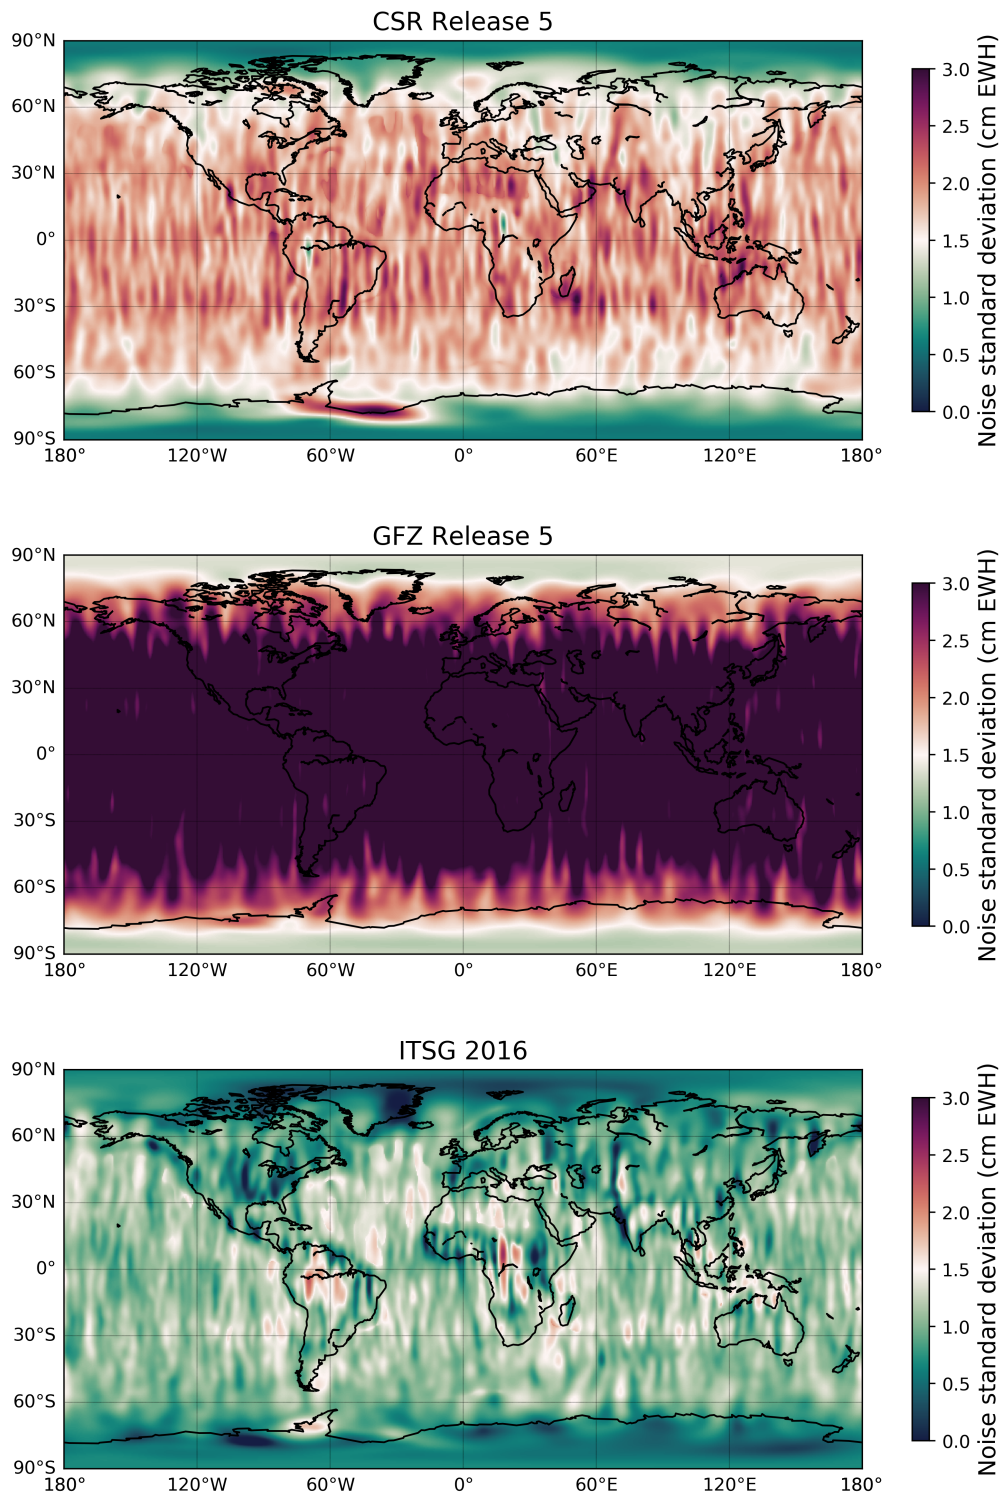 CSR Release 5
90°N
60°N
30°N
0°
30°S
60°S
90°S
180° 120°W 60°W 0° 60°E 120°E 180°
3.0
2.5
2.0
1.5
1.0
0.5
0.0
Noise standard deviation (cm EWH)
GFZ Release 5
90°N
60°N
30°N
0°
30°S
60°S
90°S
180° 120°W 60°W 0° 60°E 120°E 180°
3.0
2.5
2.0
1.5
1.0
0.5
0.0
Noise standard deviation (cm EWH)
ITSG 2016
90°N
60°N
30°N
0°
30°S
60°S
90°S
180° 120°W 60°W 0° 60°E 120°E 180°
3.0
2.5
2.0
1.5
1.0
0.5
0.0
Noise standard deviation (cm EWH)